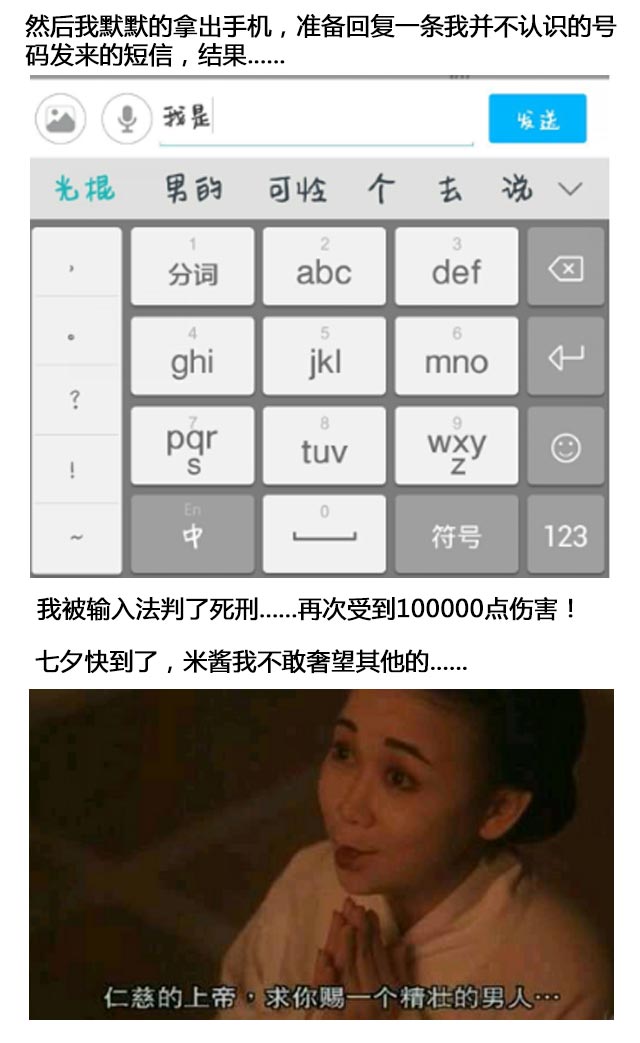 然后我默默的拿出手机，准备回复一条我并不认识的号
码发来的短信，结果......
我是
发送
光棍 男的 可惜 个 去 说
，
。
?
!
~
1
分词
2
abc
3
def
4
ghi
5
jkl
6
mno
7
pqr
s
8
tuv
9
wxy
z
En
中
0
符号
123
我被输入法判了死刑......再次受到100000点伤害！
七夕快到了，米酱我不敢奢望其他的......
仁慈的上帝，求你赐一个精壮的男人…